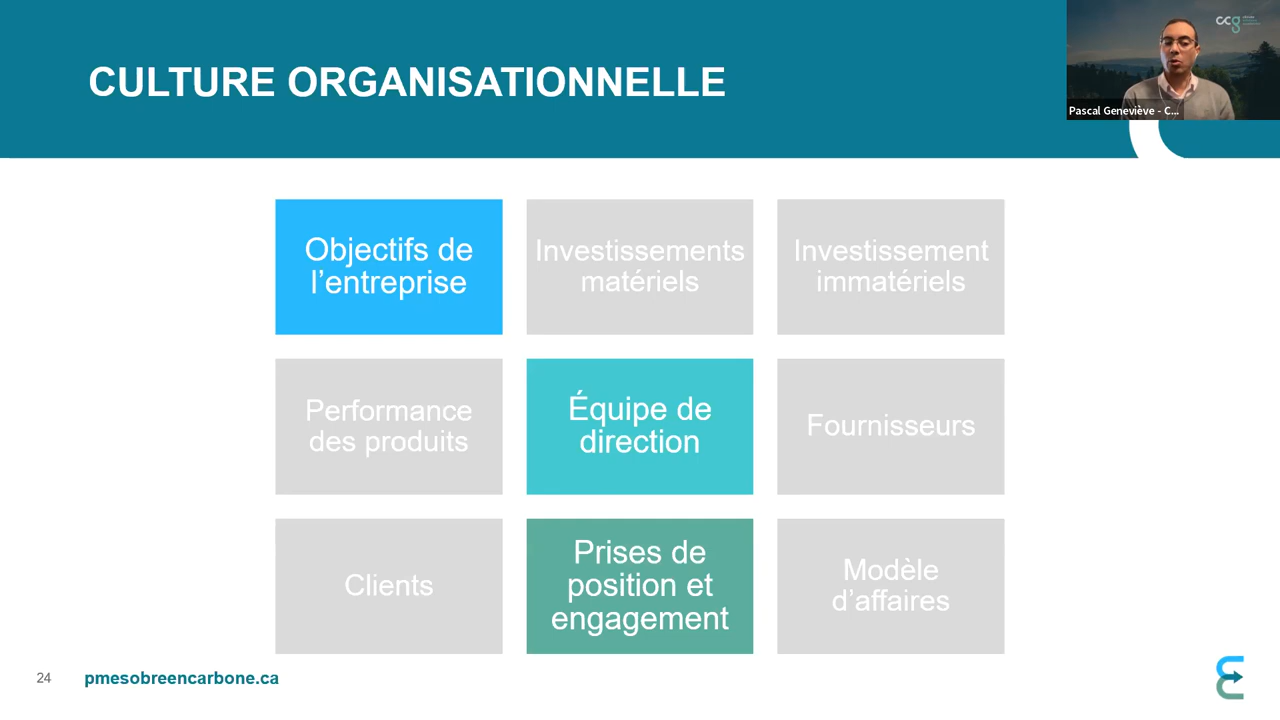 CULTURE ORGANISATIONNELLE
ccg
Pascal Geneviève - C...
Objectifs de
l'entreprise
Investissements
matériels
Investissement
immatériels
Performance
des produits
Équipe de
direction
Fournisseurs
Clients
Prises de
position et
engagement
Modèle
d'affaires
24
pmesobreencarbone.ca